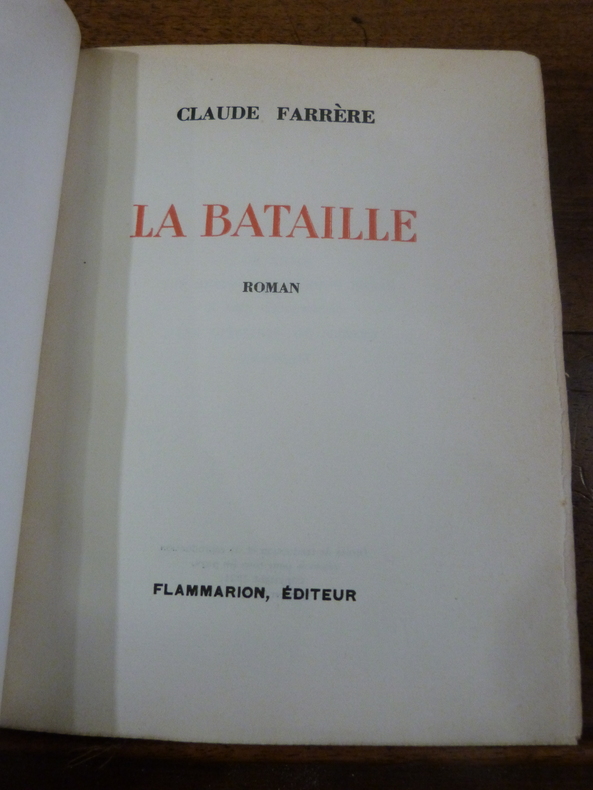 CLAUDE FARRÈRE
LA BATAILLE
ROMAN
FLAMMARION, ÉDITEUR